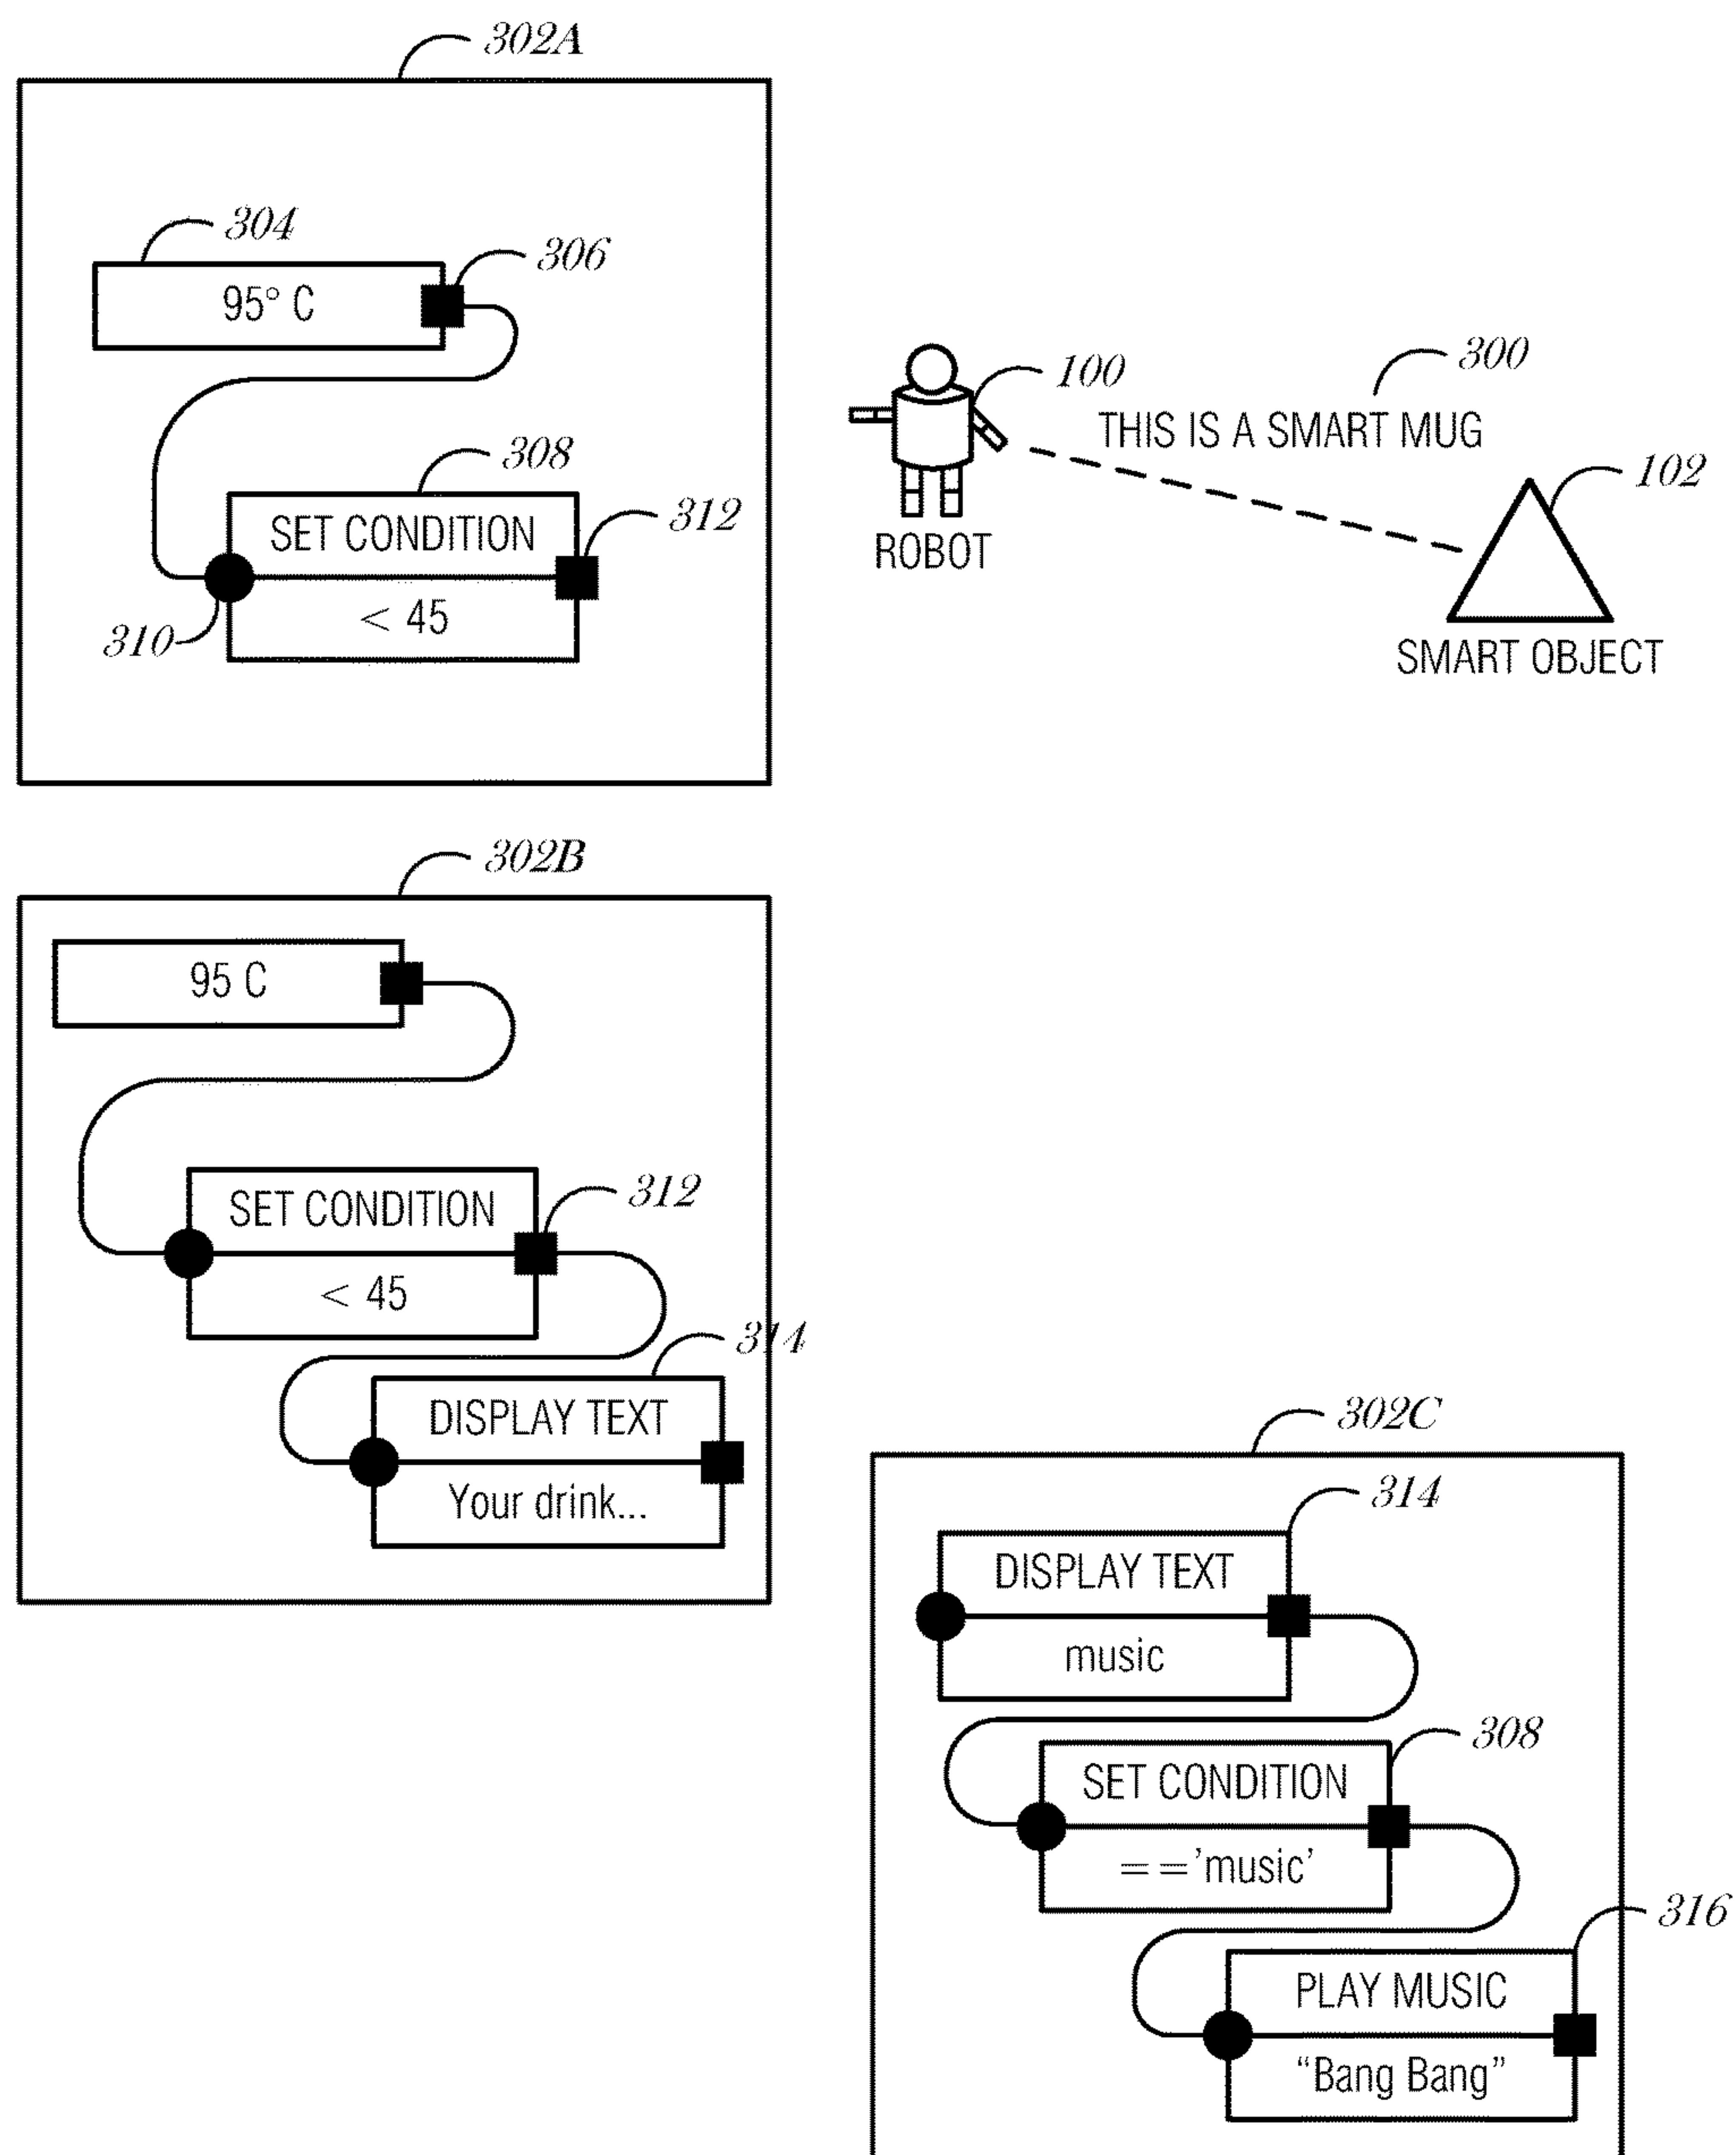 302A
304
306
95° C
308
SET CONDITION
312
< 45
310
300
100
THIS IS A SMART MUG
102
ROBOT
SMART OBJECT
302B
95 C
312
SET CONDITION
< 45
314
DISPLAY TEXT
Your drink...
302C
314
DISPLAY TEXT
music
308
SET CONDITION
=='music'
316
PLAY MUSIC
“Bang Bang”